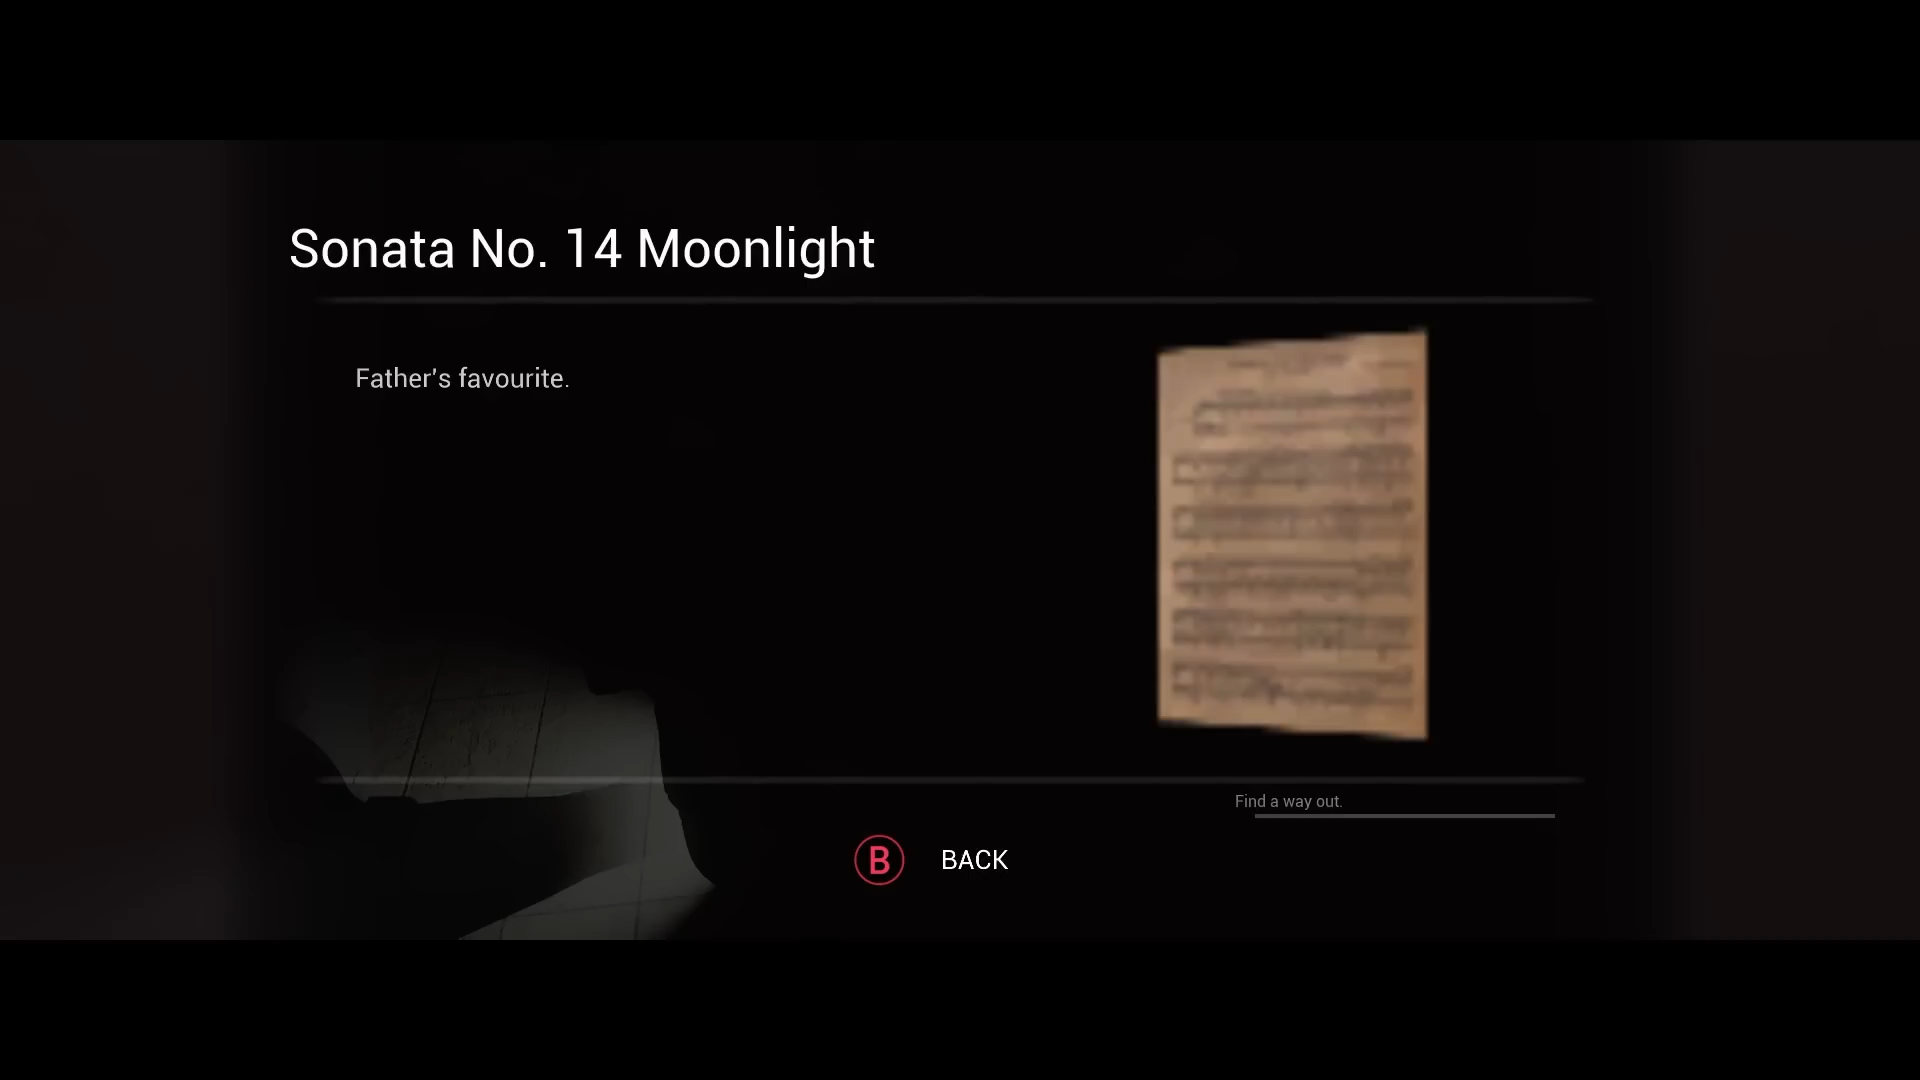 Sonata No. 14 Moonlight
Father's favourite.
Find a way out.
B BACK